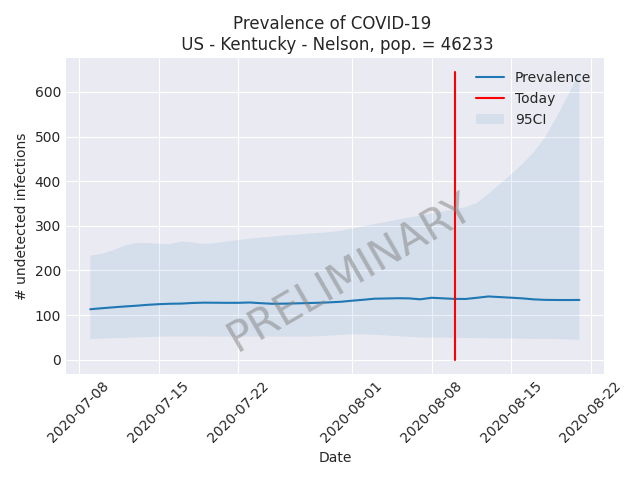 Prevalence of COVID-19
US - Kentucky - Nelson, pop. = 46233
Prevalence
Today
95CI
# undetected infections
600
500
400
300
200
100
0
PRELIMINARY
2020-07-08
2020-07-15
2020-07-22
2020-08-01
2020-08-08
2020-08-15
2020-08-22
Date